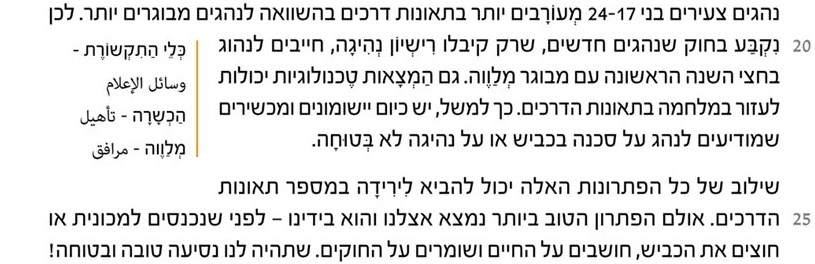 נהגים צעירים בני 24-17 מְעוֹרָבִים יותר בתאונות דרכים בהשוואה לנהגים מבוגרים יותר. לכן
20 נִקְבַּע בחוק שנהגים חדשים, שרק קיבלו רִישְׁיוֹן נְהִיגָה, חייבים לנהוג
בחצי השנה הראשונה עם מבוגר מְלַוֶּוה. גם הַמְצָאוֹת טֶכנולוגיות יכולות
לעזור במלחמה בתאונות הדרכים. כך למשל, יש כיום יישומונים ומכשירים
שמודיעים לנהג על סכנה בכביש או על נהיגה לא בְּטוּחָה.
כְּלֵי הַתִקְשׁוֹרֶת -
وسائل الإعلام
הַכְשָׁרָה - تأهيل
מְלַוֶּוה - مرافق
שילוב של כל הפתרונות האלה יכול להביא לִירִידָה במספר תאונות
25 הדרכים. אולם הפתרון הטוב ביותר נמצא אצלנו והוא בידינו – לפני שנכנסים למכונית או
חוצים את הכביש, חושבים על החיים ושומרים על החוקים. שתהיה לנו נסיעה טובה ובטוחה!